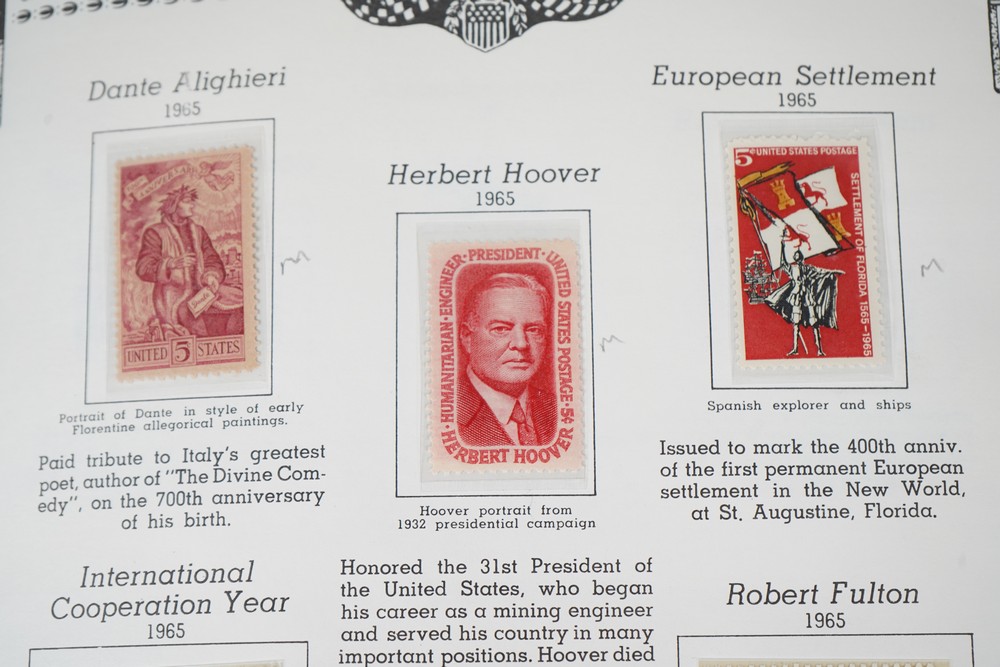 Dante Alighieri
1965
UNITED 5 STATES
Portrait of Dante in style of early
Florentine allegorical paintings.
Paid tribute to Italy's greatest
poet, author of "The Divine Com-
edy", on the 700th anniversary
of his birth.
M
Herbert Hoover
1965
HUMANITARIAN · ENGINEER · PRESIDENT · UNITED STATES POSTAGE · 5¢
HERBERT HOOVER
Hoover portrait from
1932 presidential campaign
M
Honored the 31st President of
the United States, who began
his career as a mining engineer
and served his country in many
important positions. Hoover died
European Settlement
1965
5¢ UNITED STATES POSTAGE
SETTLEMENT OF FLORIDA 1565-1965
Spanish explorer and ships
M
Issued to mark the 400th anniv.
of the first permanent European
settlement in the New World,
at St. Augustine, Florida.
International
Cooperation Year
1965
Robert Fulton
1965